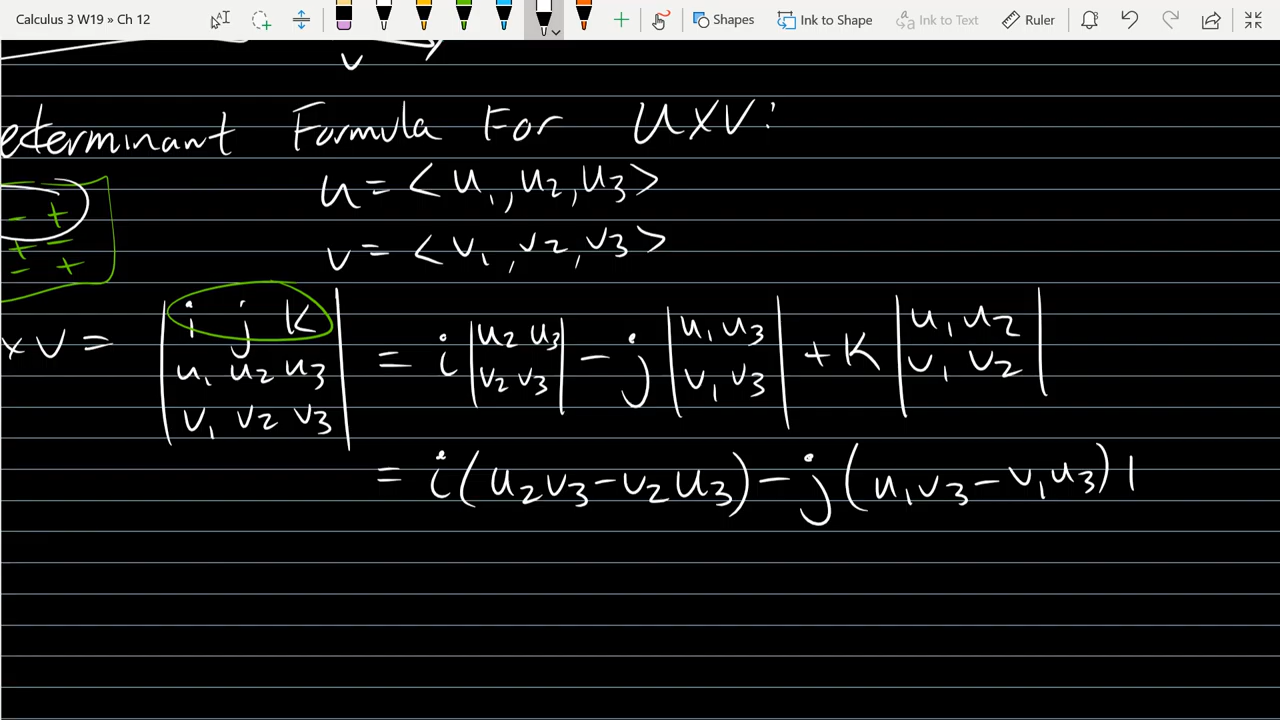 Calculus 3 W19 » Ch 12
Shapes Ink to Shape Ink to Text Ruler
v
eterminant Formula For U×V:
u = <u1, u2, u3>
- +
+ -
- +
v = <v1, v2, v3>
×V = |i j k| = i |u2 u3| - j |u1 u3| + k |u1 u2|
|u1 u2 u3| |v2 v3| |v1 v3| |v1 v2|
|v1 v2 v3|
= i(u2v3 - v2u3) - j(u1v3 - v1u3) |